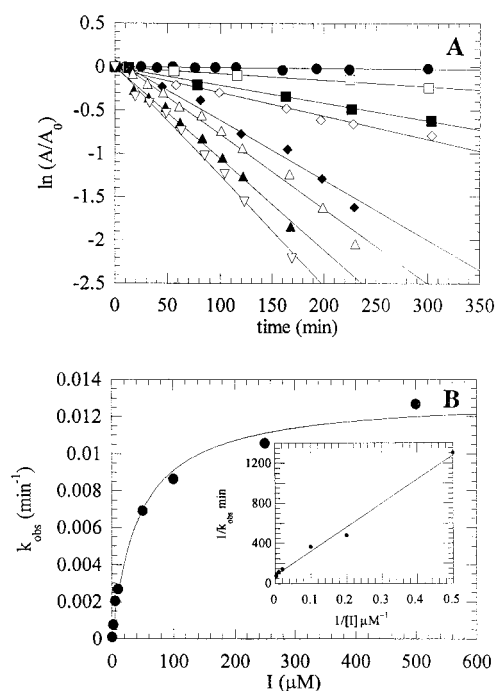 A
ln (A/A0)
0.5
0
-0.5
-1
-1.5
-2
-2.5
0 50 100 150 200 250 300 350
time (min)
B
k obs (min-1)
0.014
0.012
0.01
0.008
0.006
0.004
0.002
0
1/k obs min
1200
800
400
0
0 0.1 0.2 0.3 0.4 0.5
1/[I] µM-1
0 100 200 300 400 500 600
I (µM)